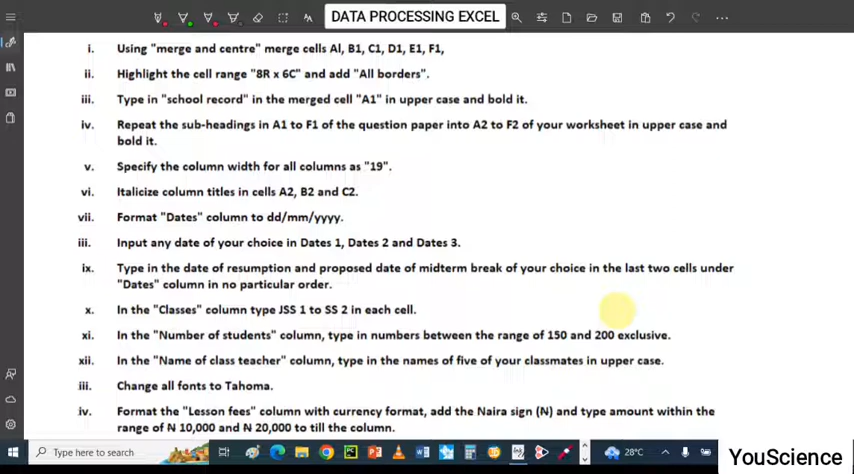 DATA PROCESSING EXCEL
i. Using "merge and centre" merge cells Al, B1, C1, D1, E1, F1,
ii. Highlight the cell range "8R x 6C" and add "All borders".
iii. Type in "school record" in the merged cell "A1" in upper case and bold it.
iv. Repeat the sub-headings in A1 to F1 of the question paper into A2 to F2 of your worksheet in upper case and
bold it.
v. Specify the column width for all columns as "19".
vi. Italicize column titles in cells A2, B2 and C2.
vii. Format "Dates" column to dd/mm/yyyy.
iii. Input any date of your choice in Dates 1, Dates 2 and Dates 3.
ix. Type in the date of resumption and proposed date of midterm break of your choice in the last two cells under
"Dates" column in no particular order.
x. In the "Classes" column type JSS 1 to SS 2 in each cell.
xi. In the "Number of students" column, type in numbers between the range of 150 and 200 exclusive.
xii. In the "Name of class teacher" column, type in the names of five of your classmates in upper case.
iii. Change all fonts to Tahoma.
iv. Format the "Lesson fees" column with currency format, add the Naira sign (₦) and type amount within the
range of ₦ 10,000 and ₦ 20,000 to till the column.
Type here to search
28°C
YouScience